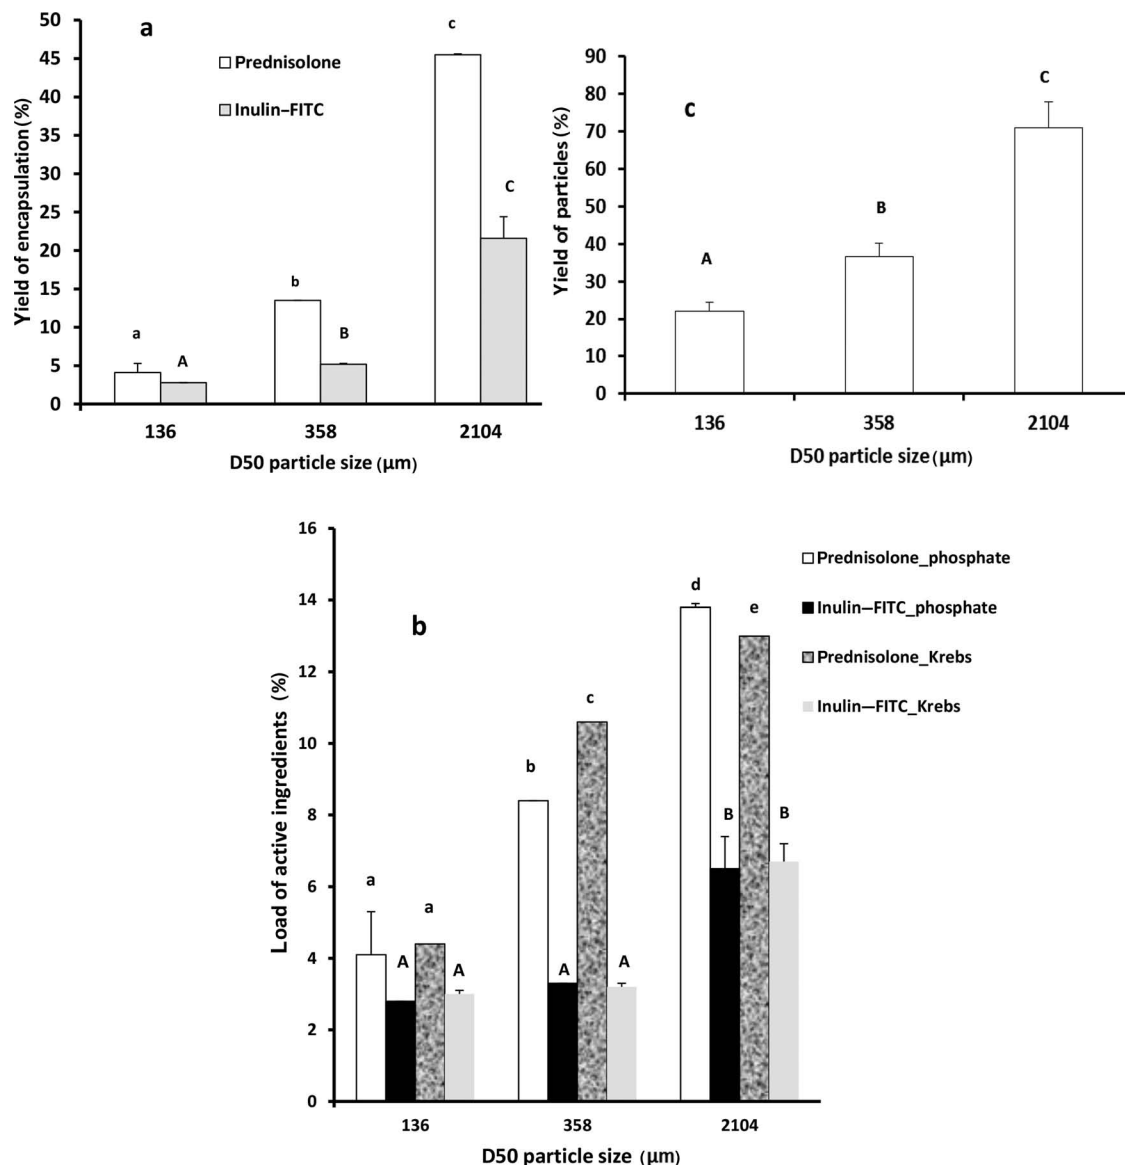 a
Yield of encapsulation (%)
50
45
40
35
30
25
20
15
10
5
0
Prednisolone
Inulin–FITC
a
A
b
B
c
C
136 358 2104
D50 particle size (μm)
c
Yield of particles (%)
90
80
70
60
50
40
30
20
10
0
A
B
C
136 358 2104
D50 particle size (μm)
b
Load of active ingredients (%)
16
14
12
10
8
6
4
2
0
Prednisolone_phosphate
Inulin—FITC_phosphate
Prednisolone_Krebs
Inulin—FITC_Krebs
a
A
a
A
b
A
c
A
d
B
e
B
136 358 2104
D50 particle size (μm)